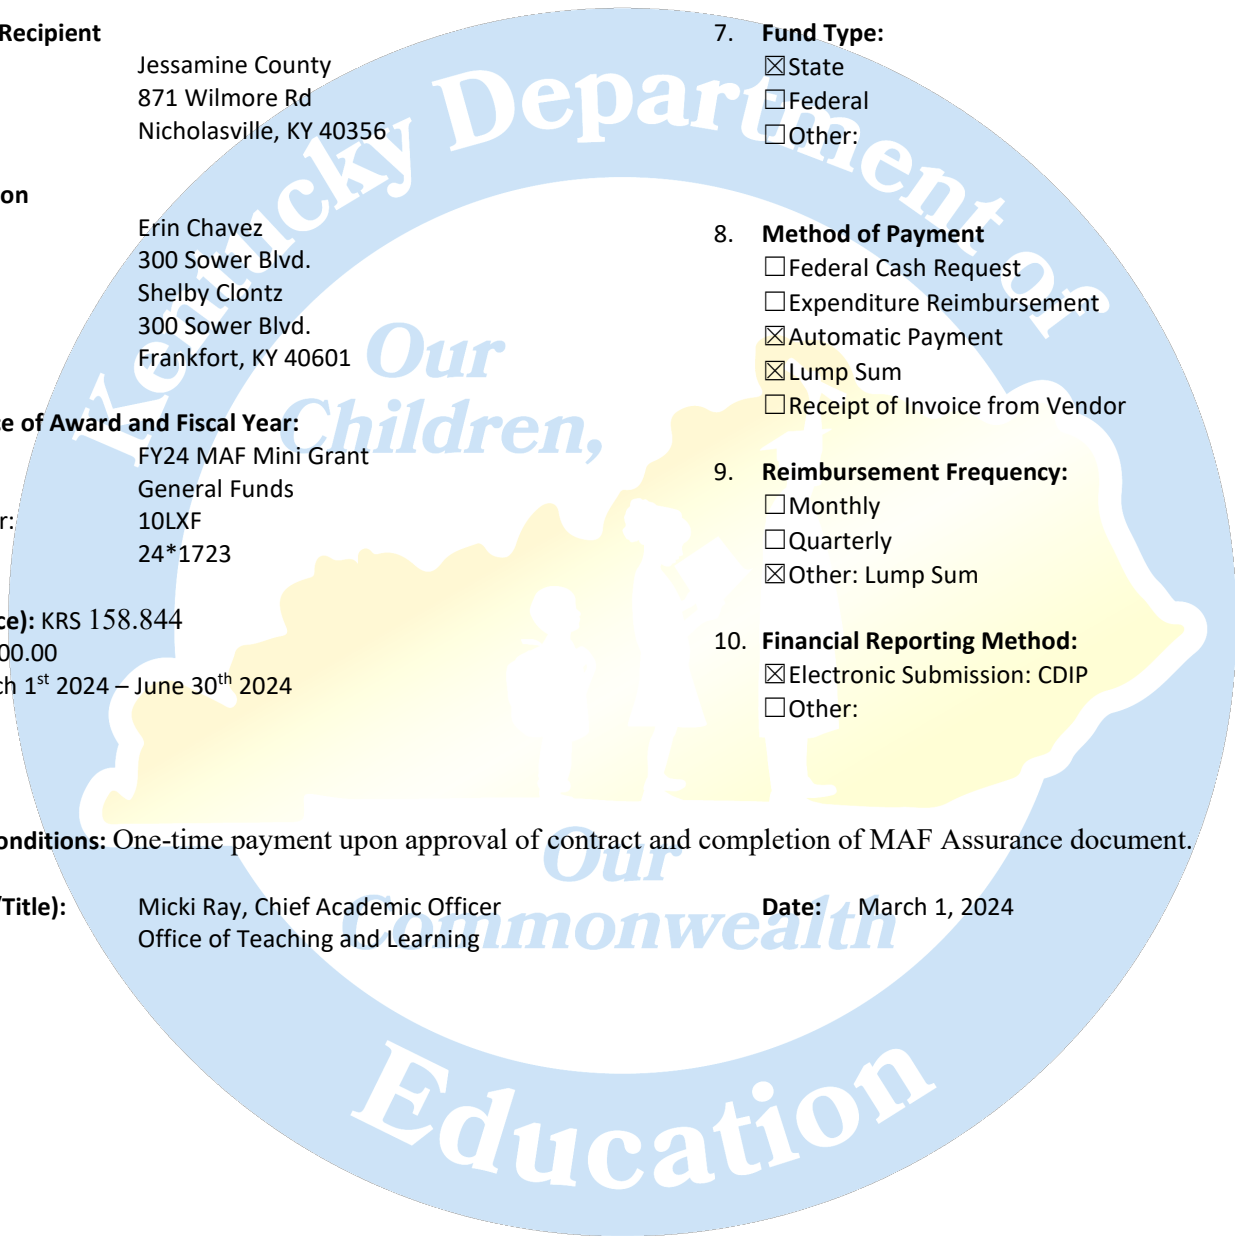 Recipient
Jessamine County
871 Wilmore Rd
Nicholasville, KY 40356
on
Erin Chavez
300 Sower Blvd.
Shelby Clontz
300 Sower Blvd.
Frankfort, KY 40601
ce of Award and Fiscal Year:
FY24 MAF Mini Grant
General Funds
r: 10LXF
24*1723
ce): KRS 158.844
00.00
ch 1st 2024 – June 30th 2024
7. Fund Type:
☒State
☐Federal
☐Other:
8. Method of Payment
☐Federal Cash Request
☐Expenditure Reimbursement
☒Automatic Payment
☒Lump Sum
☐Receipt of Invoice from Vendor
9. Reimbursement Frequency:
☐Monthly
☐Quarterly
☒Other: Lump Sum
10. Financial Reporting Method:
☒Electronic Submission: CDIP
☐Other:
onditions: One-time payment upon approval of contract and completion of MAF Assurance document.
/Title): Micki Ray, Chief Academic Officer Date: March 1, 2024
Office of Teaching and Learning
Kentucky Department of
Education
Our
Children,
Our
Commonwealth